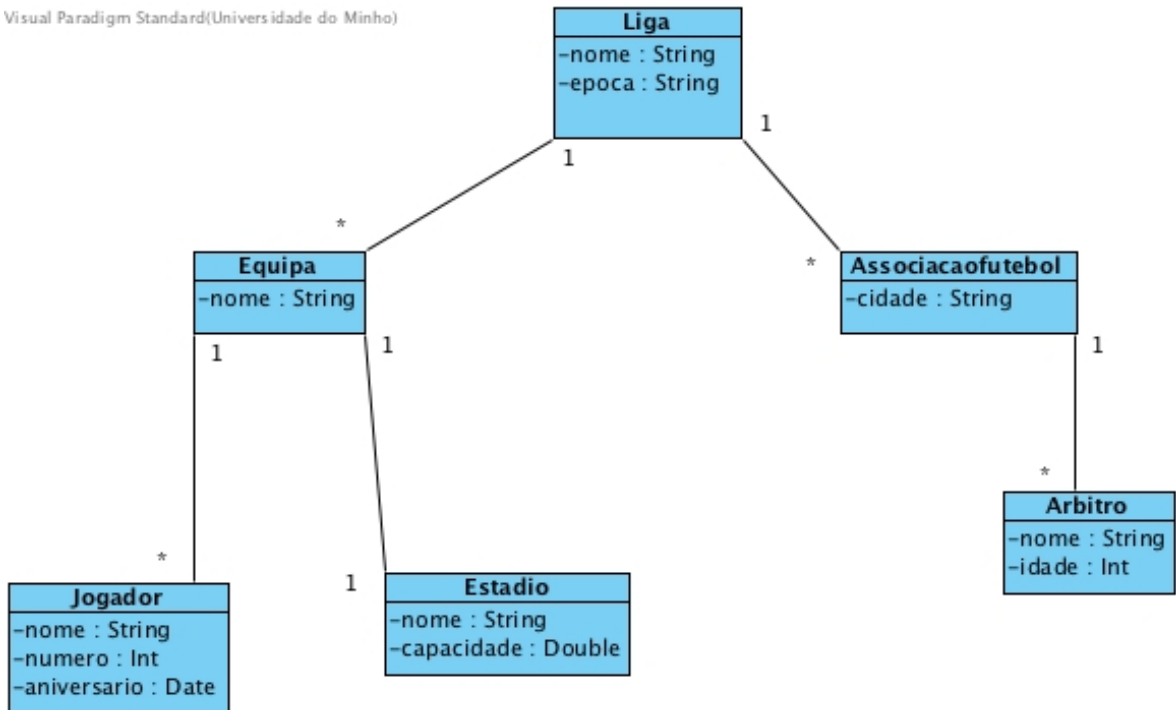 Visual Paradigm Standard(Universidade do Minho)
Liga
-nome : String
-epoca : String
1
1
*
*
Equipa
-nome : String
Associacaofutebol
-cidade : String
1
1
1
*
*
1
Jogador
-nome : String
-numero : Int
-aniversario : Date
Estadio
-nome : String
-capacidade : Double
Arbitro
-nome : String
-idade : Int